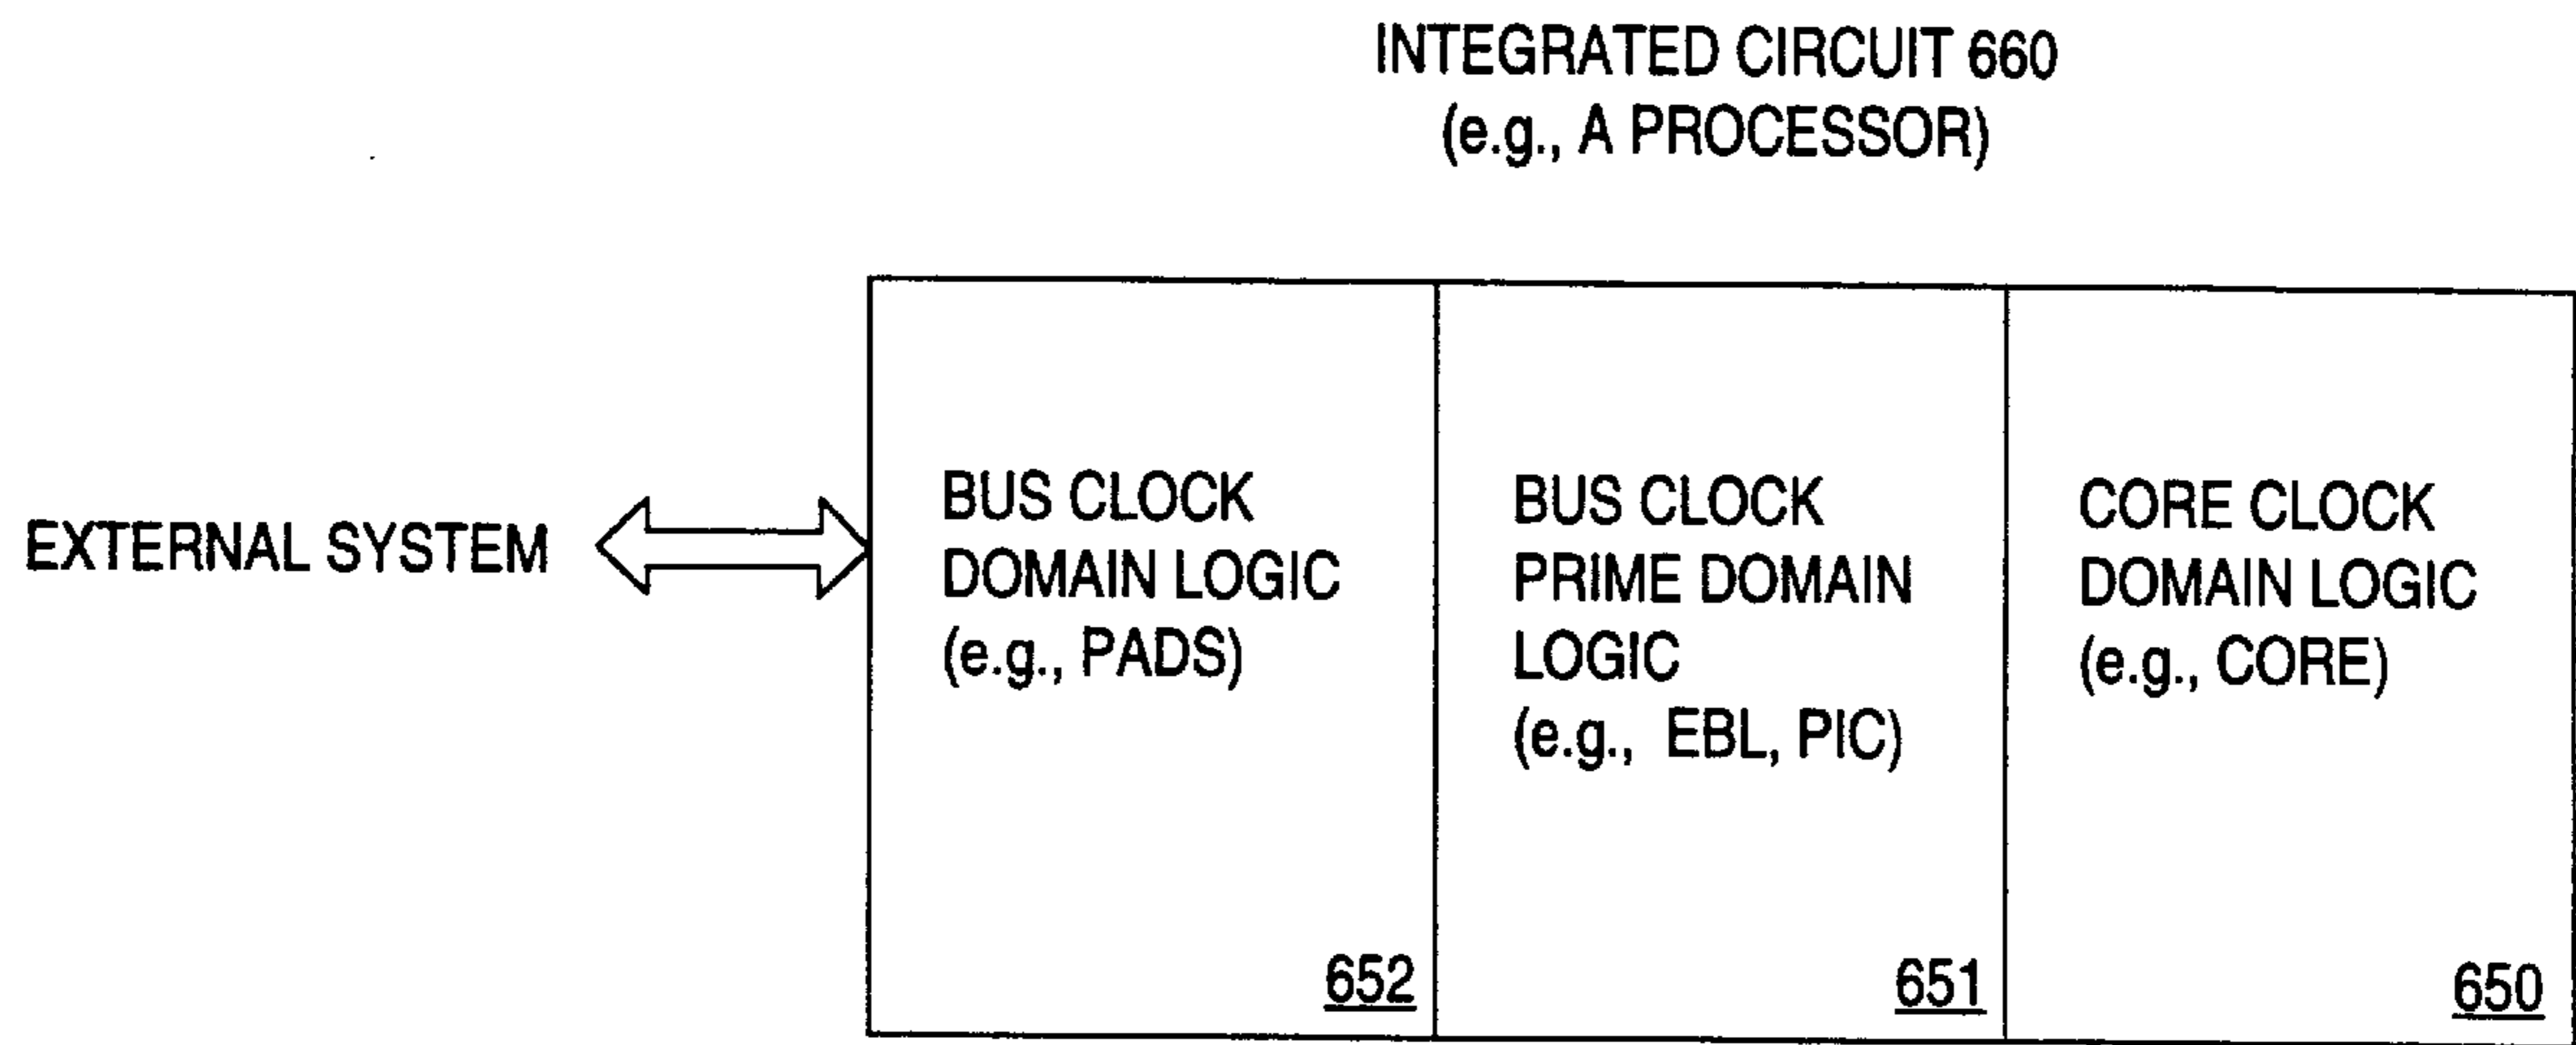 INTEGRATED CIRCUIT 660
(e.g., A PROCESSOR)
EXTERNAL SYSTEM
BUS CLOCK
DOMAIN LOGIC
(e.g., PADS)
652
BUS CLOCK
PRIME DOMAIN
LOGIC
(e.g., EBL, PIC)
651
CORE CLOCK
DOMAIN LOGIC
(e.g., CORE)
650